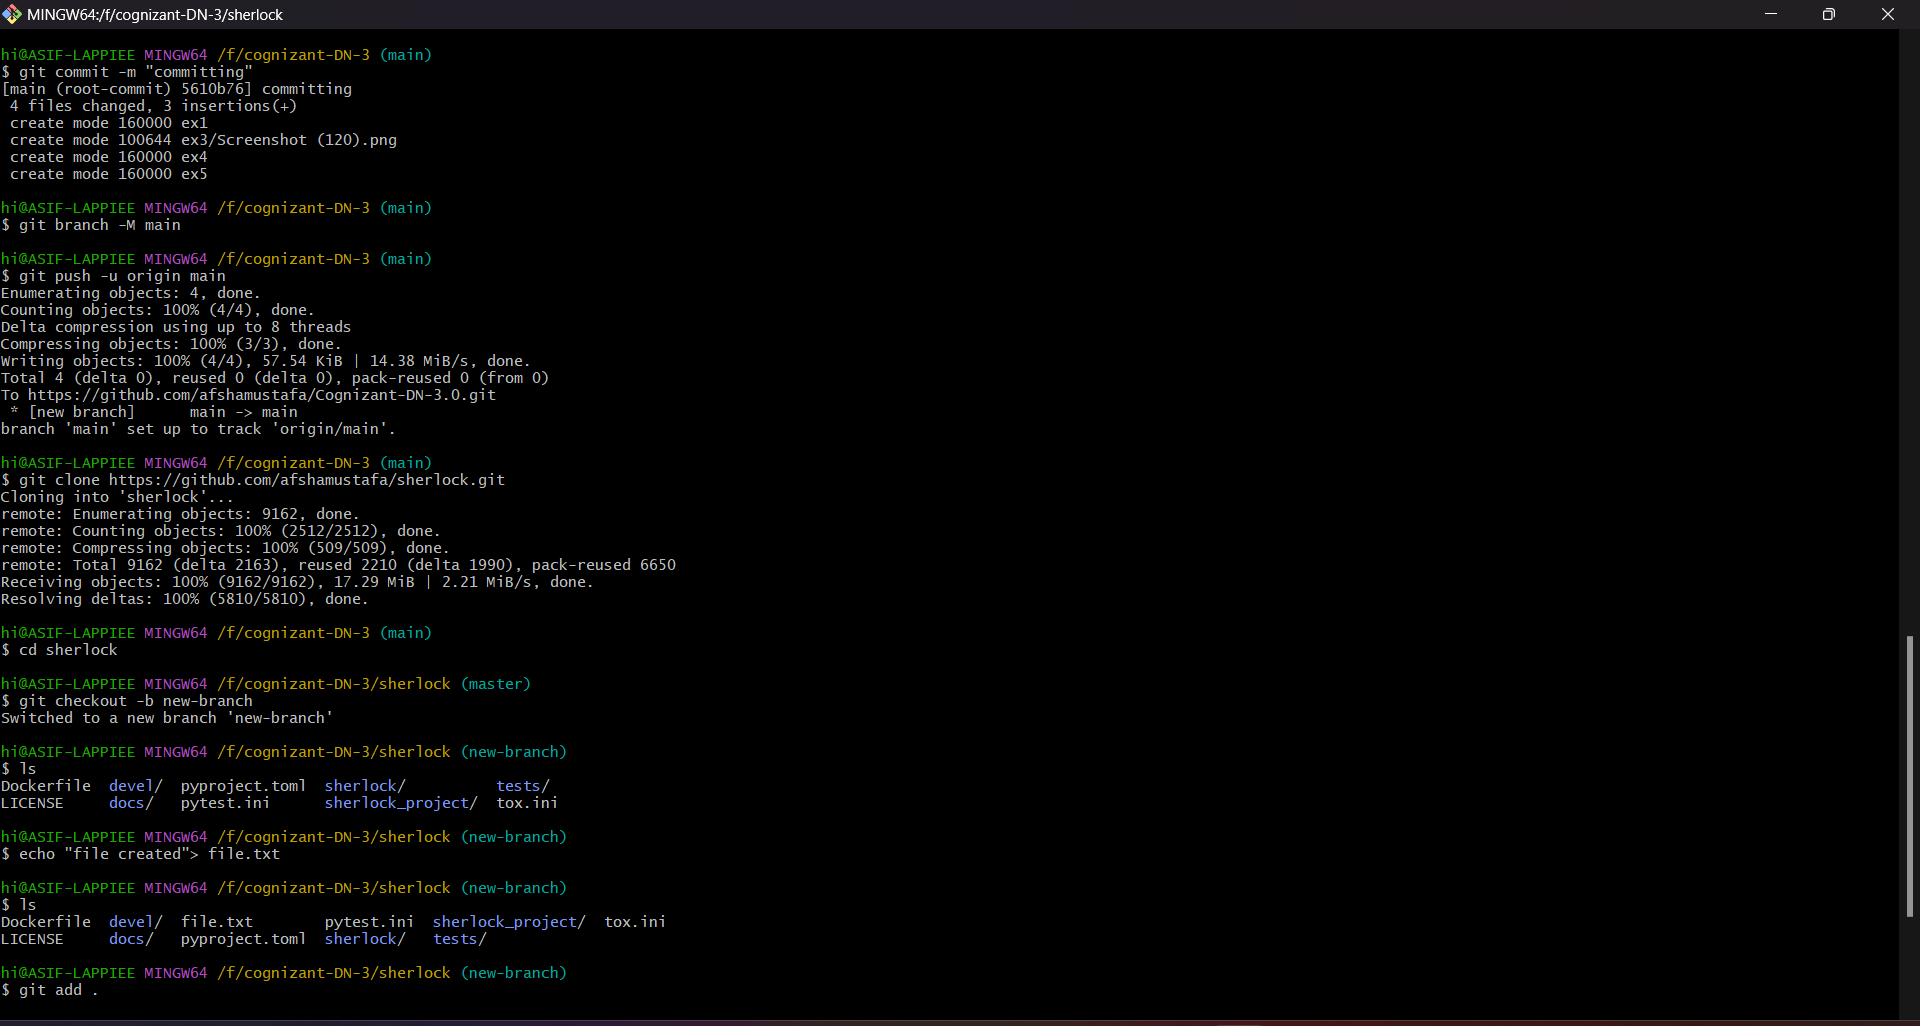 MINGW64:/f/cognizant-DN-3/sherlock
hi@ASIF-LAPPIEE MINGW64 /f/cognizant-DN-3 (main)
$ git commit -m "committing"
[main (root-commit) 5610b76] committing
 4 files changed, 3 insertions(+)
 create mode 160000 ex1
 create mode 100644 ex3/Screenshot (120).png
 create mode 160000 ex4
 create mode 160000 ex5
hi@ASIF-LAPPIEE MINGW64 /f/cognizant-DN-3 (main)
$ git branch -M main
hi@ASIF-LAPPIEE MINGW64 /f/cognizant-DN-3 (main)
$ git push -u origin main
Enumerating objects: 4, done.
Counting objects: 100% (4/4), done.
Delta compression using up to 8 threads
Compressing objects: 100% (3/3), done.
Writing objects: 100% (4/4), 57.54 KiB | 14.38 MiB/s, done.
Total 4 (delta 0), reused 0 (delta 0), pack-reused 0 (from 0)
To https://github.com/afshamustafa/Cognizant-DN-3.0.git
 * [new branch]      main -> main
branch 'main' set up to track 'origin/main'.
hi@ASIF-LAPPIEE MINGW64 /f/cognizant-DN-3 (main)
$ git clone https://github.com/afshamustafa/sherlock.git
Cloning into 'sherlock'...
remote: Enumerating objects: 9162, done.
remote: Counting objects: 100% (2512/2512), done.
remote: Compressing objects: 100% (509/509), done.
remote: Total 9162 (delta 2163), reused 2210 (delta 1990), pack-reused 6650
Receiving objects: 100% (9162/9162), 17.29 MiB | 2.21 MiB/s, done.
Resolving deltas: 100% (5810/5810), done.
hi@ASIF-LAPPIEE MINGW64 /f/cognizant-DN-3 (main)
$ cd sherlock
hi@ASIF-LAPPIEE MINGW64 /f/cognizant-DN-3/sherlock (master)
$ git checkout -b new-branch
Switched to a new branch 'new-branch'
hi@ASIF-LAPPIEE MINGW64 /f/cognizant-DN-3/sherlock (new-branch)
$ ls
Dockerfile  devel/  pyproject.toml  sherlock/          tests/
LICENSE     docs/   pytest.ini      sherlock_project/  tox.ini
hi@ASIF-LAPPIEE MINGW64 /f/cognizant-DN-3/sherlock (new-branch)
$ echo "file created"> file.txt
hi@ASIF-LAPPIEE MINGW64 /f/cognizant-DN-3/sherlock (new-branch)
$ ls
Dockerfile  devel/  file.txt        pytest.ini  sherlock_project/  tox.ini
LICENSE     docs/   pyproject.toml  sherlock/   tests/
hi@ASIF-LAPPIEE MINGW64 /f/cognizant-DN-3/sherlock (new-branch)
$ git add .